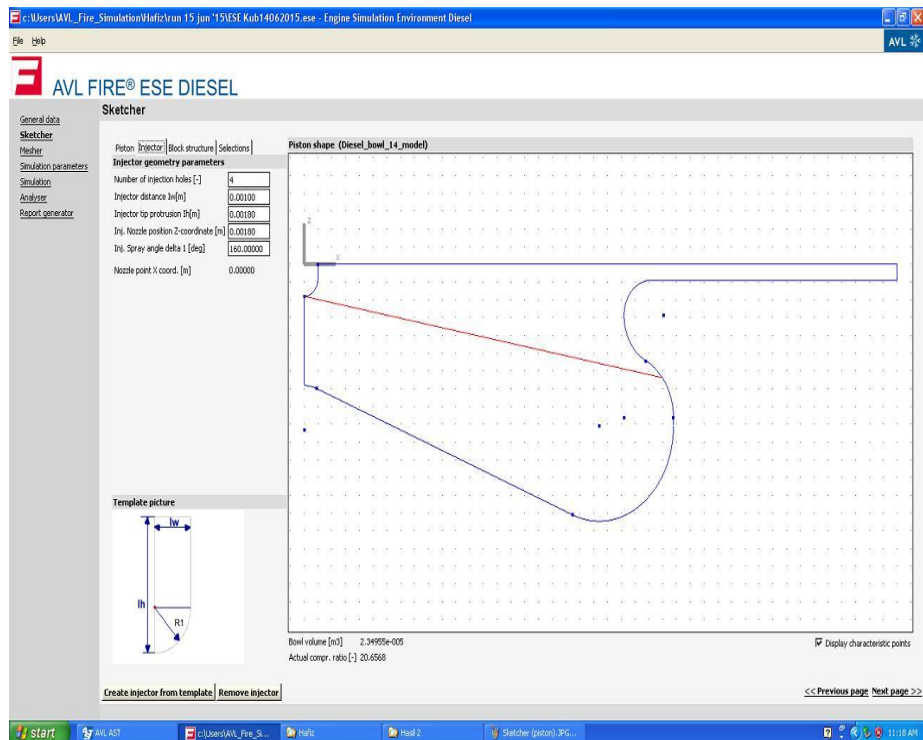 c:\Users\AVL_Fire_Simulation\Hafiz\run 15 jun '15\ESE Kub14062015.ese - Engine Simulation Environment Diesel
File Help
AVL
AVL FIRE® ESE DIESEL
Sketcher
General data
Sketcher
Mesher
Simulation parameters
Simulation
Analyser
Report generator
Piston Injector Block structure Selections
Injector geometry parameters
Number of injection holes [-] 4
Injector distance lw[m] 0.00100
Injector tip protrusion lh[m] 0.00180
Inj. Nozzle position Z-coordinate [m] 0.00180
Inj. Spray angle delta 1 [deg] 160.00000
Nozzle point X coord. [m] 0.00000
Piston shape (Diesel_bowl_14_model)
Z
X
Template picture
lw
lh
R1
Bowl volume [m3] 2.34955e-005
Actual compr. ratio [-] 20.6568
Display characteristic points
Create injector from template Remove injector
<< Previous page Next page >>
start
AVL AST
c:\Users\AVL_Fire_Si...
Hafiz
Hasil 2
Sketcher (piston).JPG...
11:18 AM